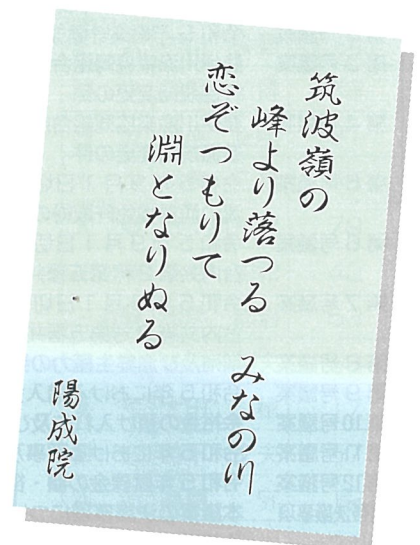 筑波嶺の
峰より落つる みなの川
恋ぞつもりて
淵となりぬる
陽成院